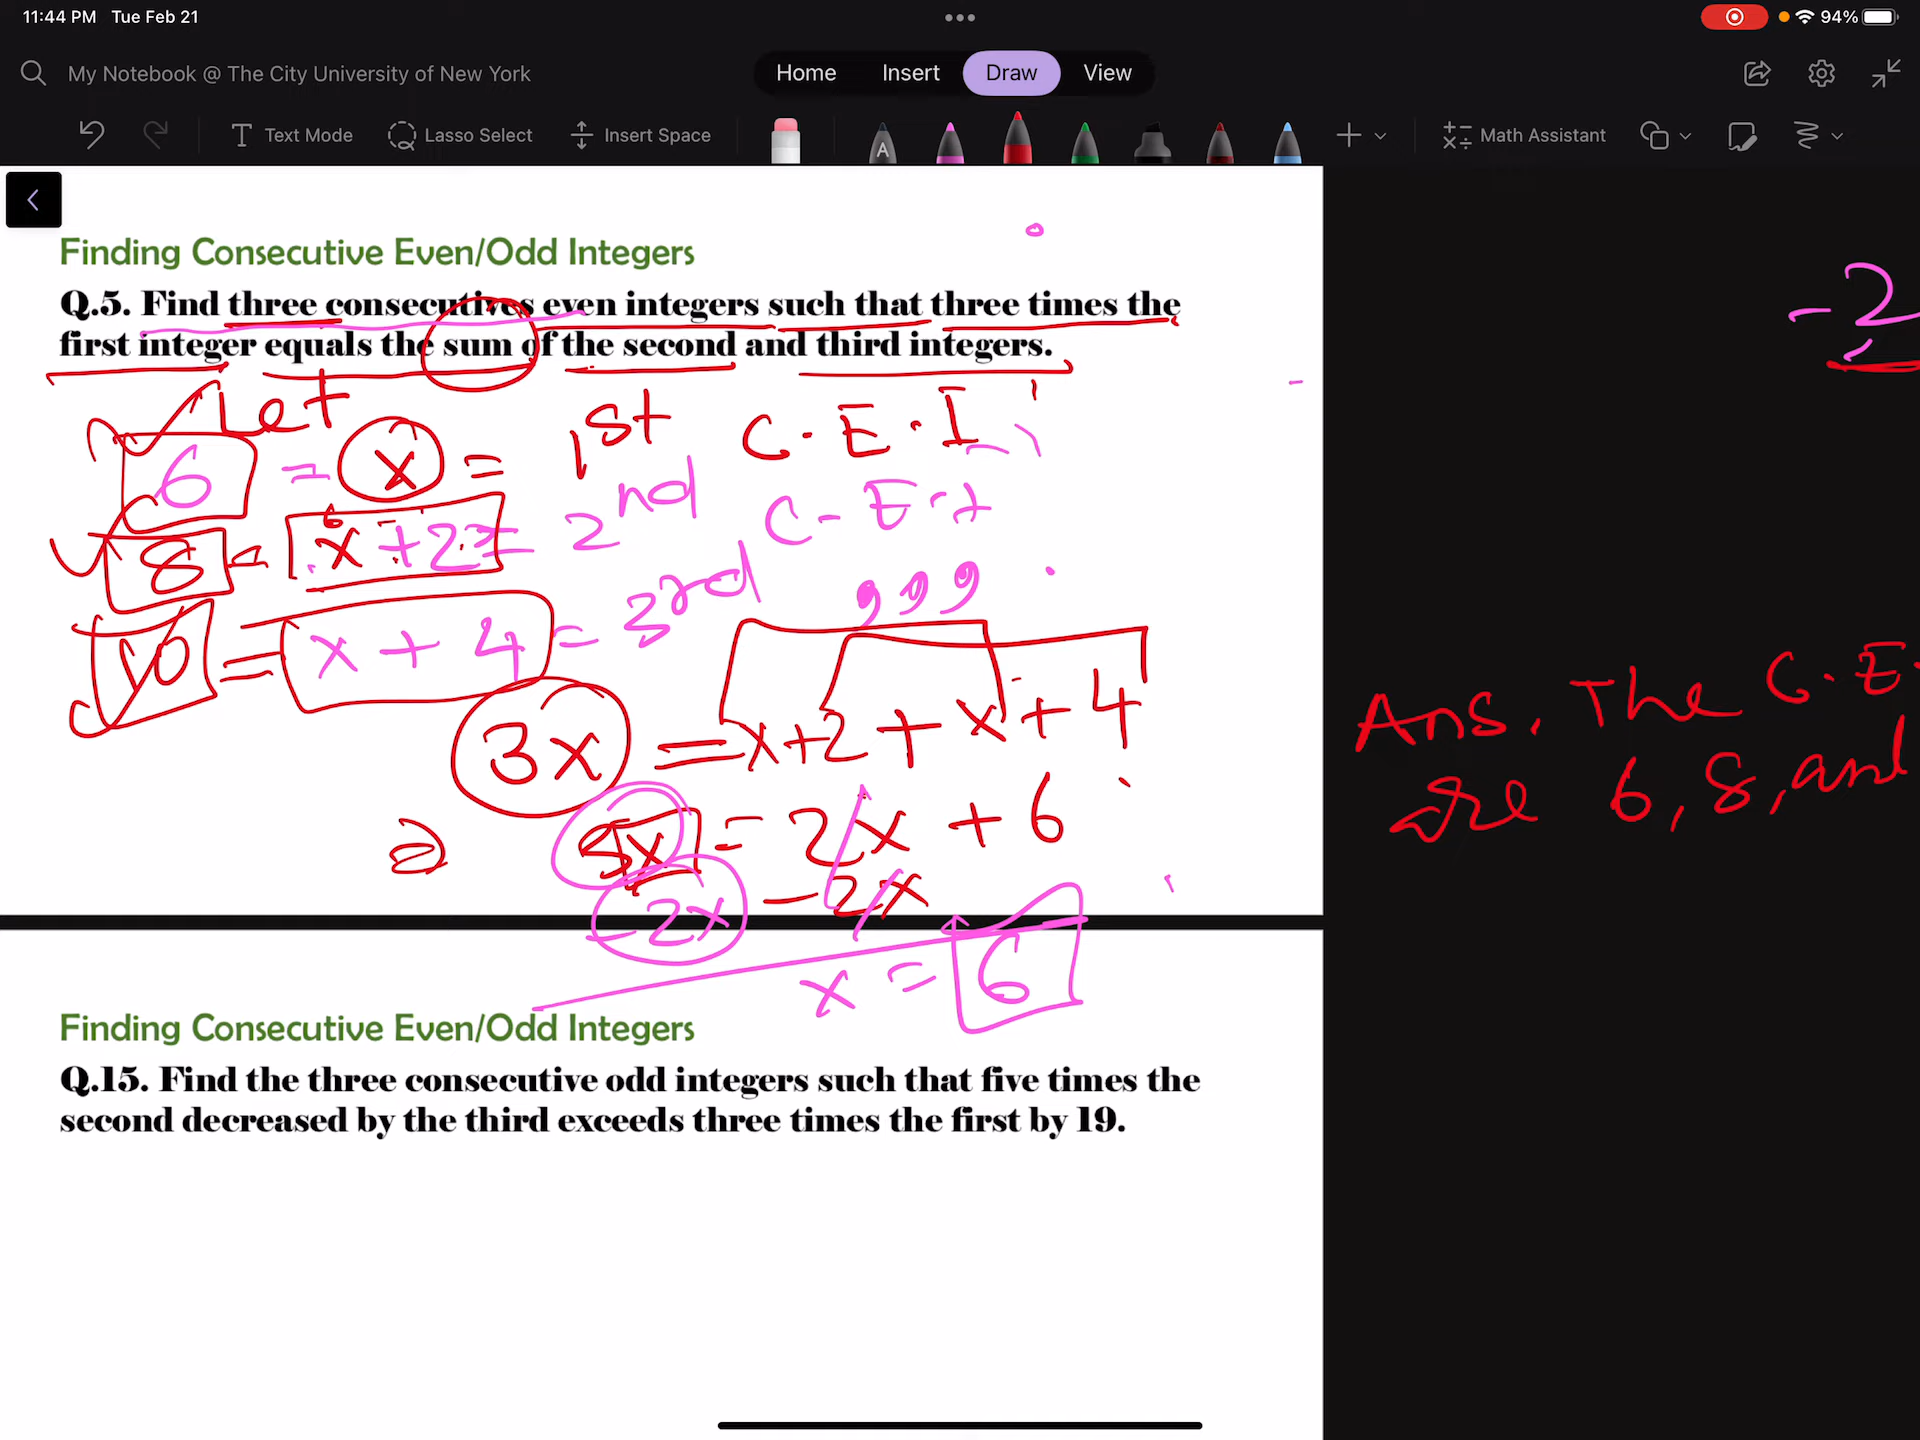 11:44 PM Tue Feb 21
94%
My Notebook @ The City University of New York
Home Insert Draw View
Text Mode Lasso Select Insert Space A Math Assistant
Finding Consecutive Even/Odd Integers
Q.5. Find three consecutives even integers such that three times the
first integer equals the sum of the second and third integers.
-2
Let
6 = x = 1st C.E.I
8 = x+2 = 2nd C-E-I
10 = x + 4 = 3rd 999
3x = x+2 + x + 4
3x = 2x + 6
-2x -2x
x = 6
Ans. The C.E.
are 6, 8, and
Finding Consecutive Even/Odd Integers
Q.15. Find the three consecutive odd integers such that five times the
second decreased by the third exceeds three times the first by 19.